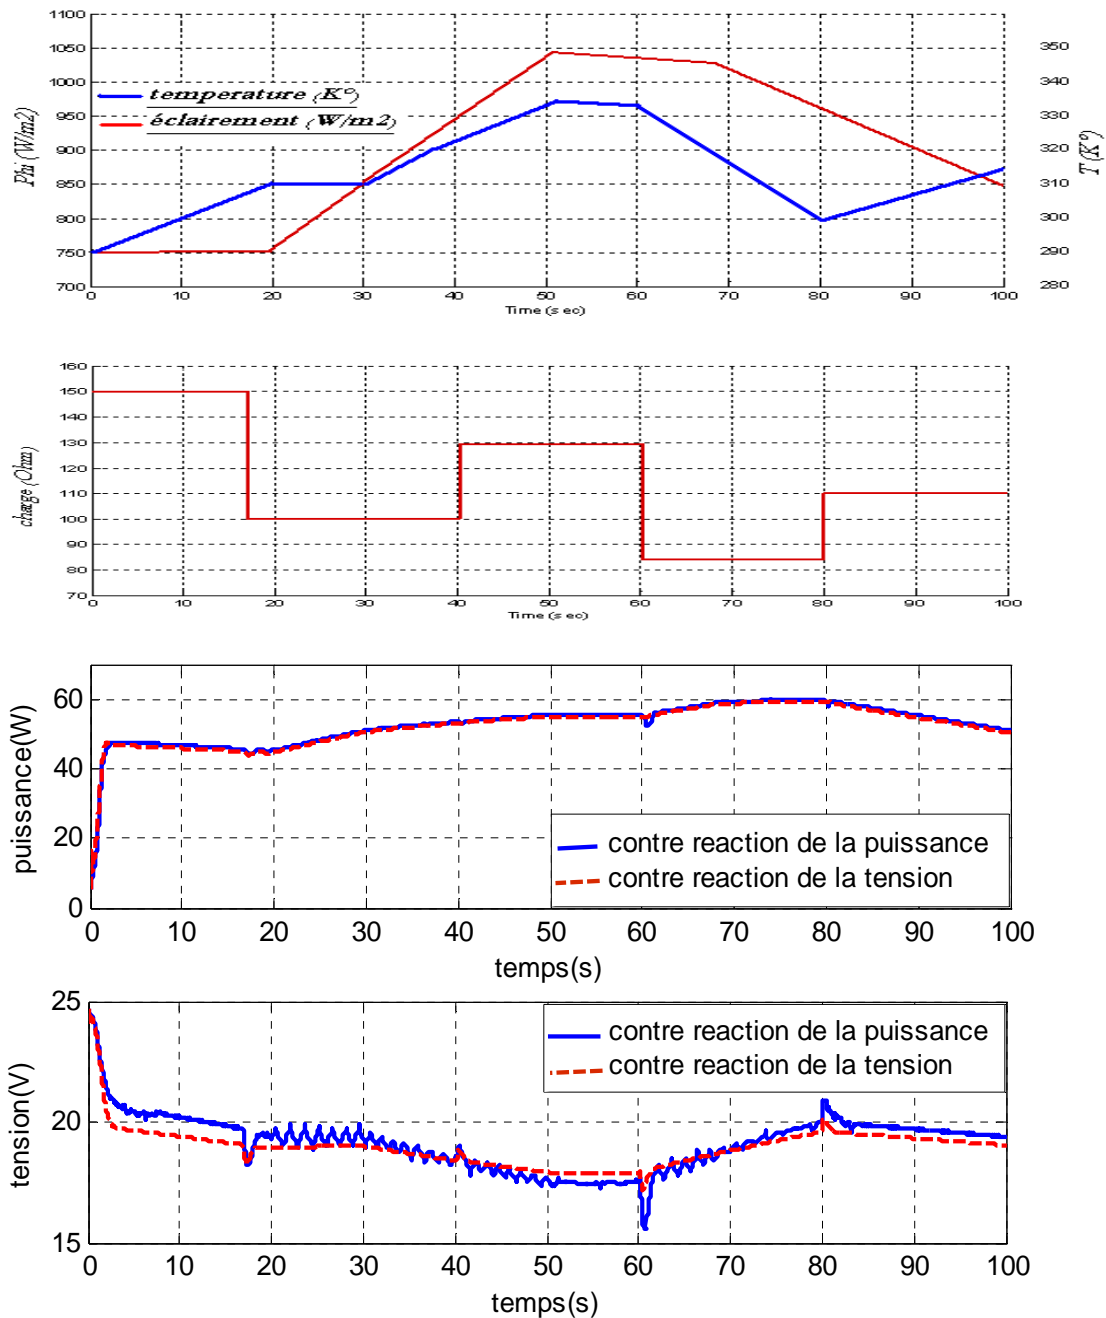 1100
1050
1000
950
900
850
800
750
700
Phi (W/m2)
temperature (K°)
éclairement (W/m2)
350
340
330
320
310
300
290
280
T (K°)
0 10 20 30 40 50 60 70 80 90 100
Time (sec)
160
150
140
130
120
110
100
90
80
70
charge (Ohm)
0 10 20 30 40 50 60 70 80 90 100
Time (sec)
60
40
20
0
puissance(W)
contre reaction de la puissance
contre reaction de la tension
0 10 20 30 40 50 60 70 80 90 100
temps(s)
25
20
15
tension(V)
contre reaction de la puissance
contre reaction de la tension
0 10 20 30 40 50 60 70 80 90 100
temps(s)